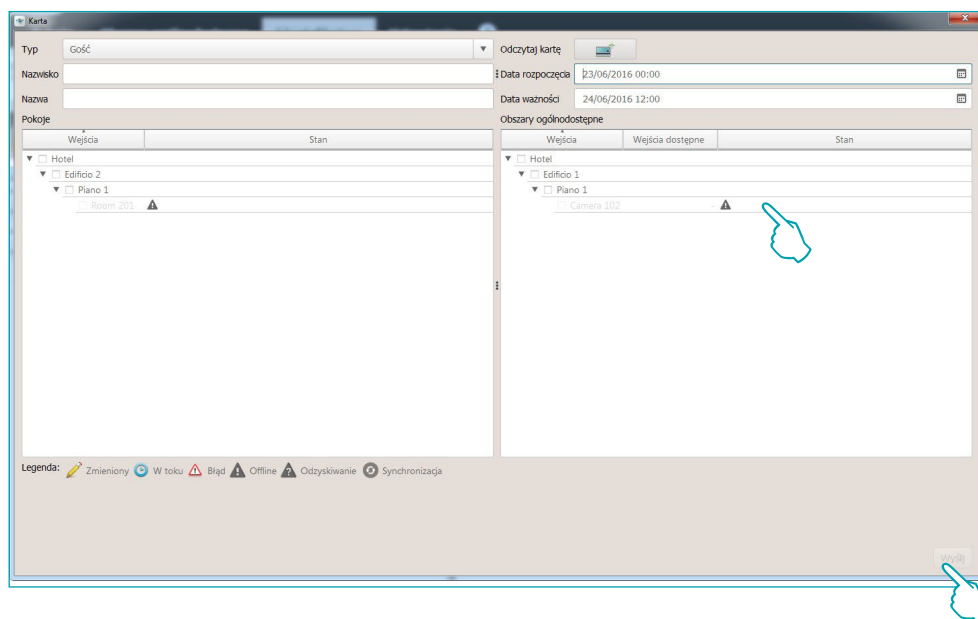 Karta
Typ Gość Odczytaj kartę
Nazwisko Data rozpoczęcia 23/06/2016 00:00
Nazwa Data ważności 24/06/2016 12:00
Pokoje Obszary ogólnodostępne
Wejścia Stan Wejścia Wejścia dostępne Stan
Hotel Hotel
Edificio 2 Edificio 1
Piano 1 Piano 1
Room 201 Camera 102 -
Legenda: Zmieniony W toku Błąd Offline Odzyskiwanie Synchronizacja
Wyślij